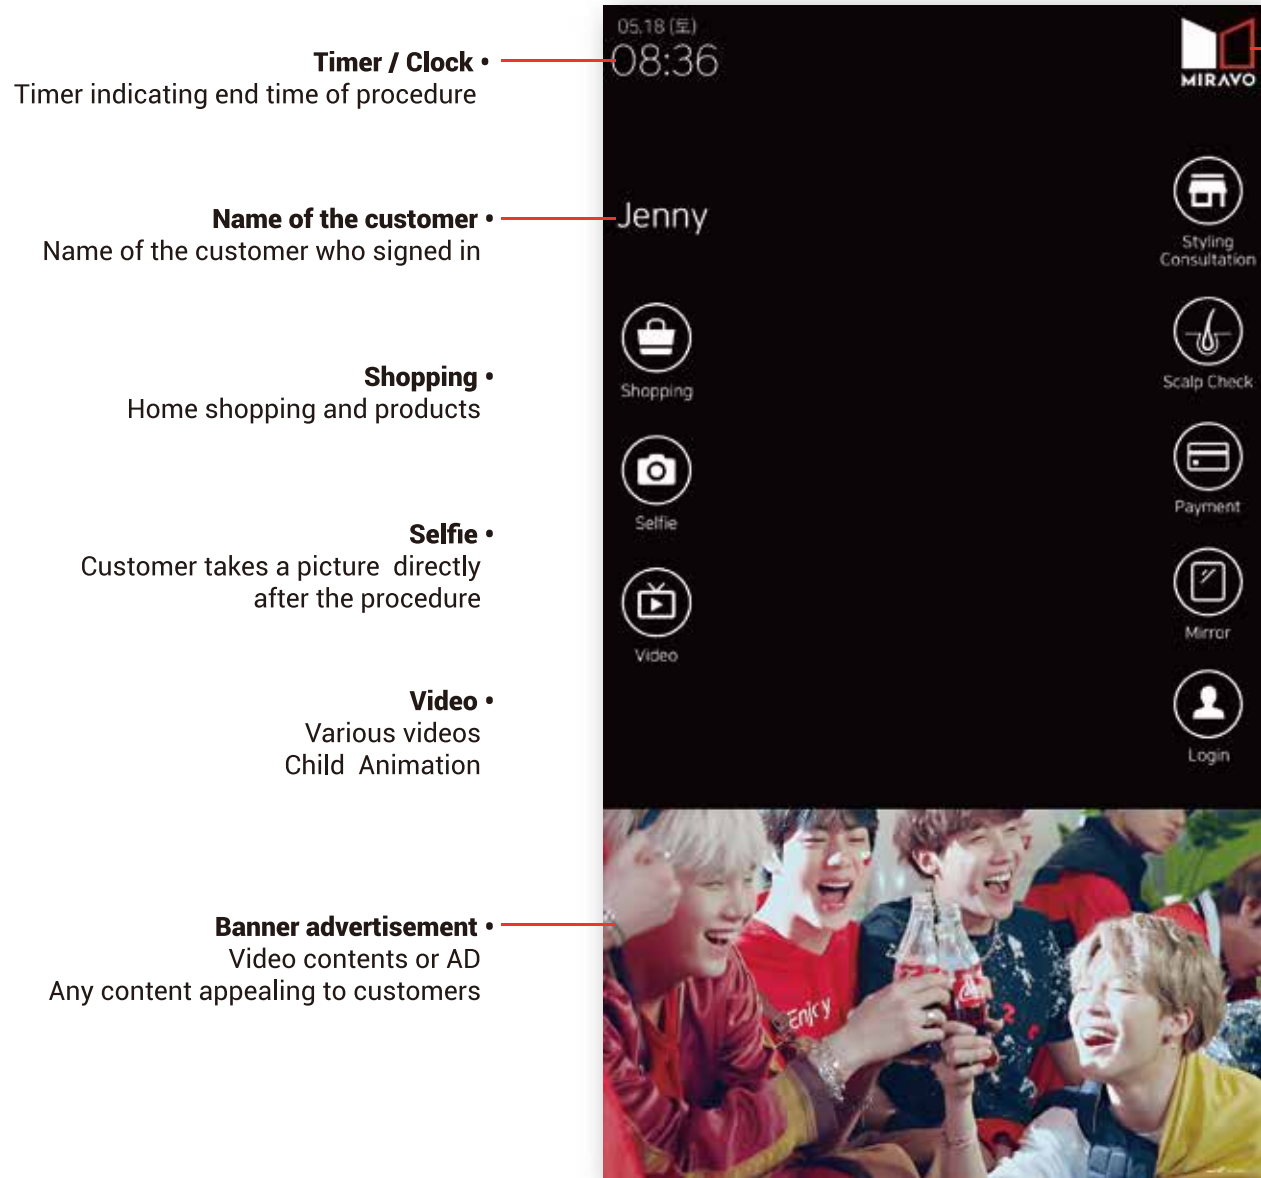 Timer / Clock •
Timer indicating end time of procedure
Name of the customer •
Name of the customer who signed in
Shopping •
Home shopping and products
Selfie •
Customer takes a picture directly
after the procedure
Video •
Various videos
Child Animation
Banner advertisement •
Video contents or AD
Any content appealing to customers
05.18 (토)
08:36
MIRAVO
Jenny
Shopping
Selfie
Video
Styling
Consultation
Scalp Check
Payment
Mirror
Login
Enjoy